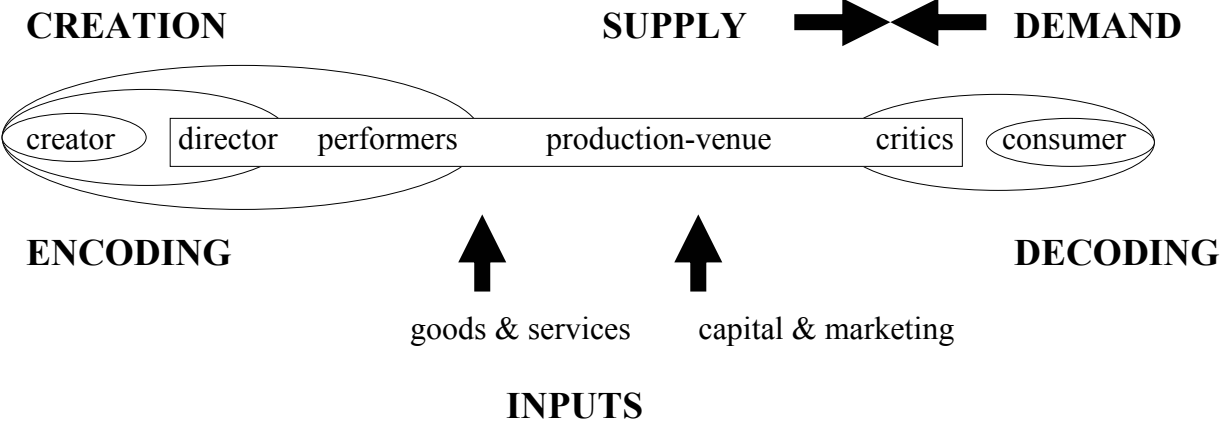 CREATION SUPPLY DEMAND
creator director performers production-venue critics consumer
ENCODING DECODING
goods & services capital & marketing
INPUTS